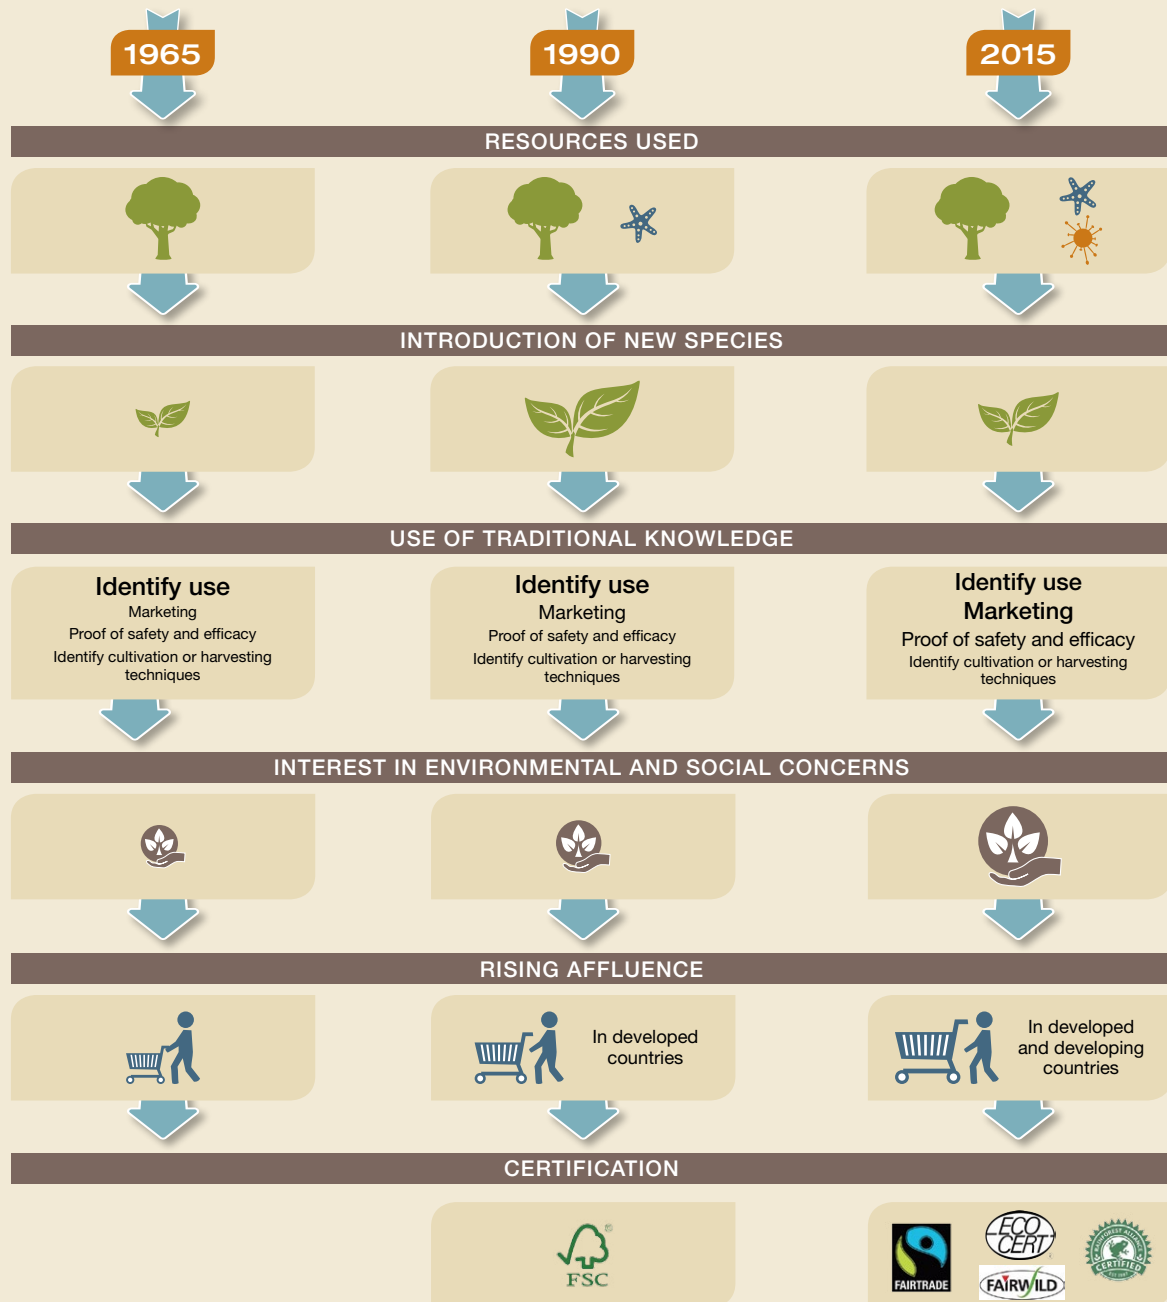 1965
1990
2015
RESOURCES USED
INTRODUCTION OF NEW SPECIES
USE OF TRADITIONAL KNOWLEDGE
Identify use
Marketing
Proof of safety and efficacy
Identify cultivation or harvesting
techniques
Identify use
Marketing
Proof of safety and efficacy
Identify cultivation or harvesting
techniques
Identify use
Marketing
Proof of safety and efficacy
Identify cultivation or harvesting
techniques
INTEREST IN ENVIRONMENTAL AND SOCIAL CONCERNS
RISING AFFLUENCE
In developed
countries
In developed
and developing
countries
CERTIFICATION
FSC
FAIRTRADE
ECO
CERT
FAIRWILD
RAINFOREST ALLIANCE
CERTIFIED